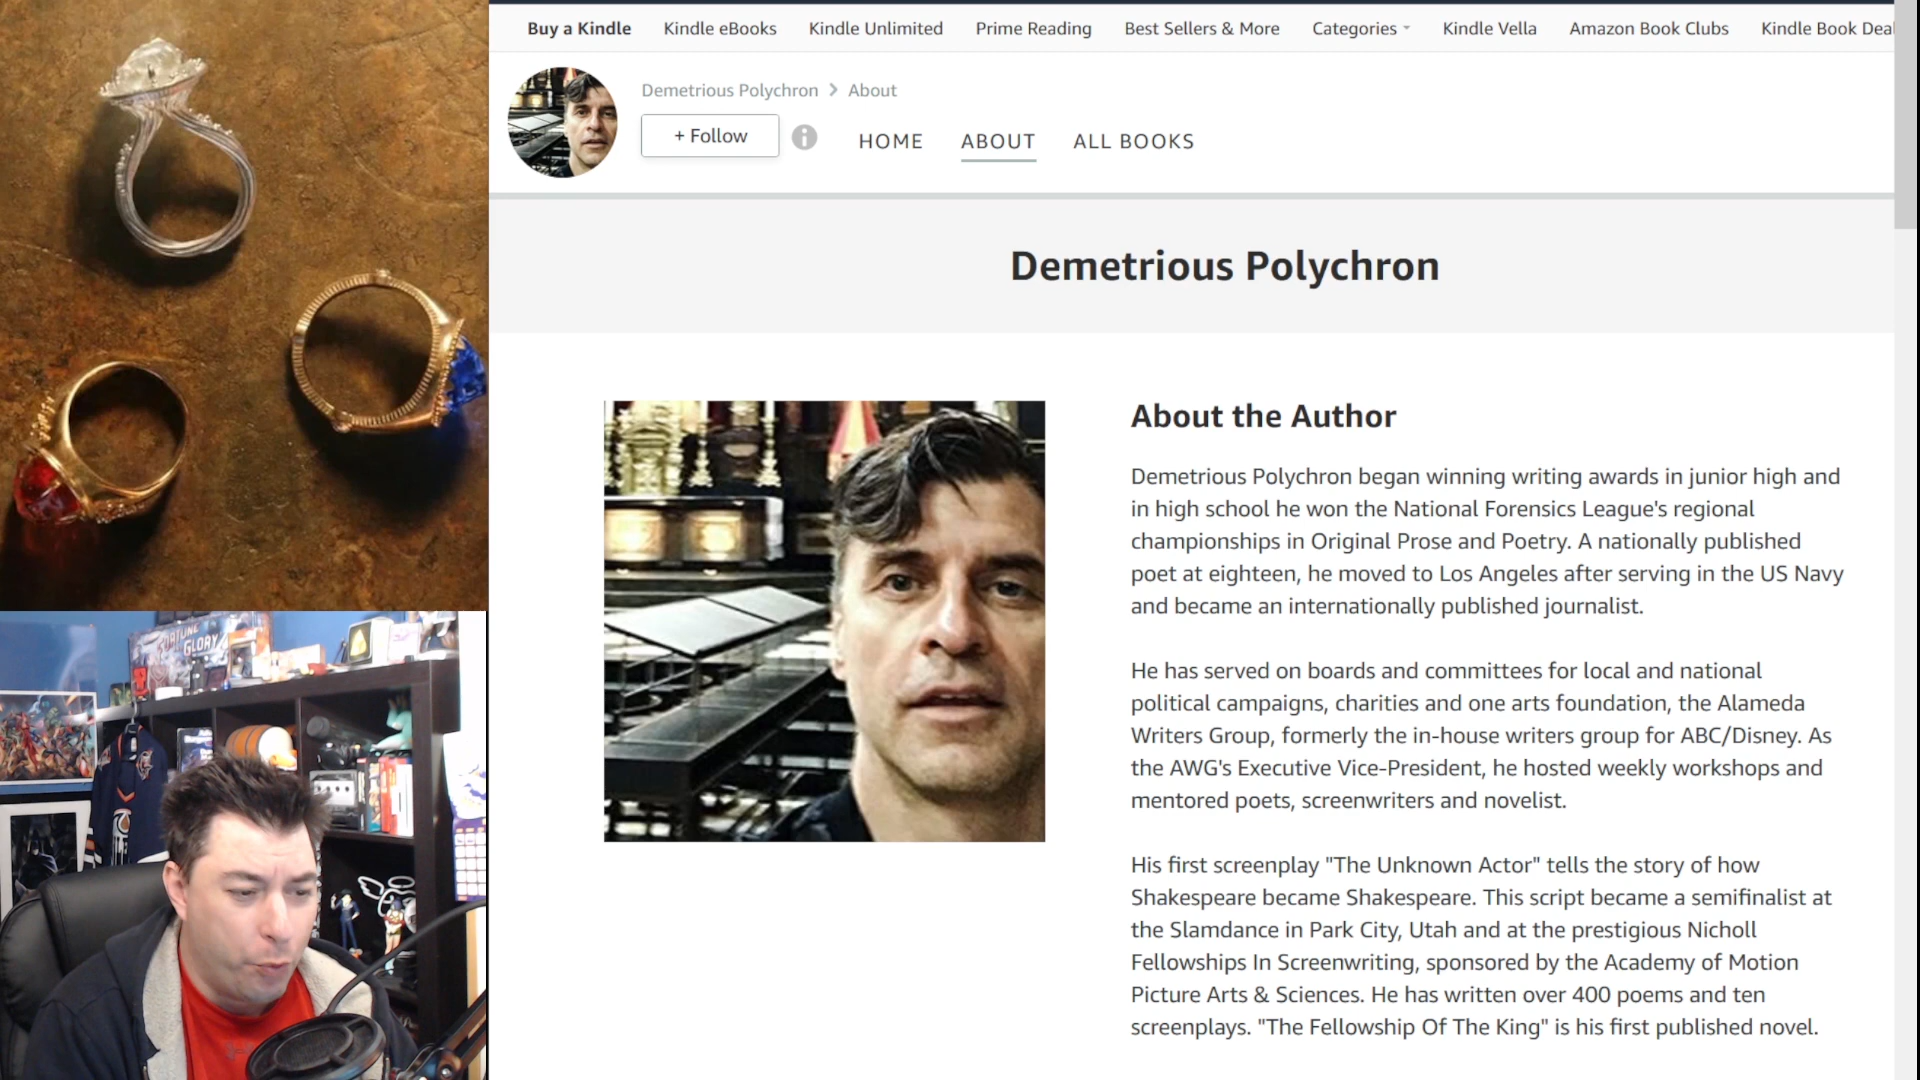 Buy a Kindle Kindle eBooks Kindle Unlimited Prime Reading Best Sellers & More Categories Kindle Vella Amazon Book Clubs Kindle Book Deal
Demetrious Polychron > About
+ Follow
HOME ABOUT ALL BOOKS
Demetrious Polychron
About the Author
Demetrious Polychron began winning writing awards in junior high and
in high school he won the National Forensics League's regional
championships in Original Prose and Poetry. A nationally published
poet at eighteen, he moved to Los Angeles after serving in the US Navy
and became an internationally published journalist.
He has served on boards and committees for local and national
political campaigns, charities and one arts foundation, the Alameda
Writers Group, formerly the in-house writers group for ABC/Disney. As
the AWG's Executive Vice-President, he hosted weekly workshops and
mentored poets, screenwriters and novelist.
His first screenplay "The Unknown Actor" tells the story of how
Shakespeare became Shakespeare. This script became a semifinalist at
the Slamdance in Park City, Utah and at the prestigious Nicholl
Fellowships In Screenwriting, sponsored by the Academy of Motion
Picture Arts & Sciences. He has written over 400 poems and ten
screenplays. "The Fellowship Of The King" is his first published novel.
FORTUNE
GLORY